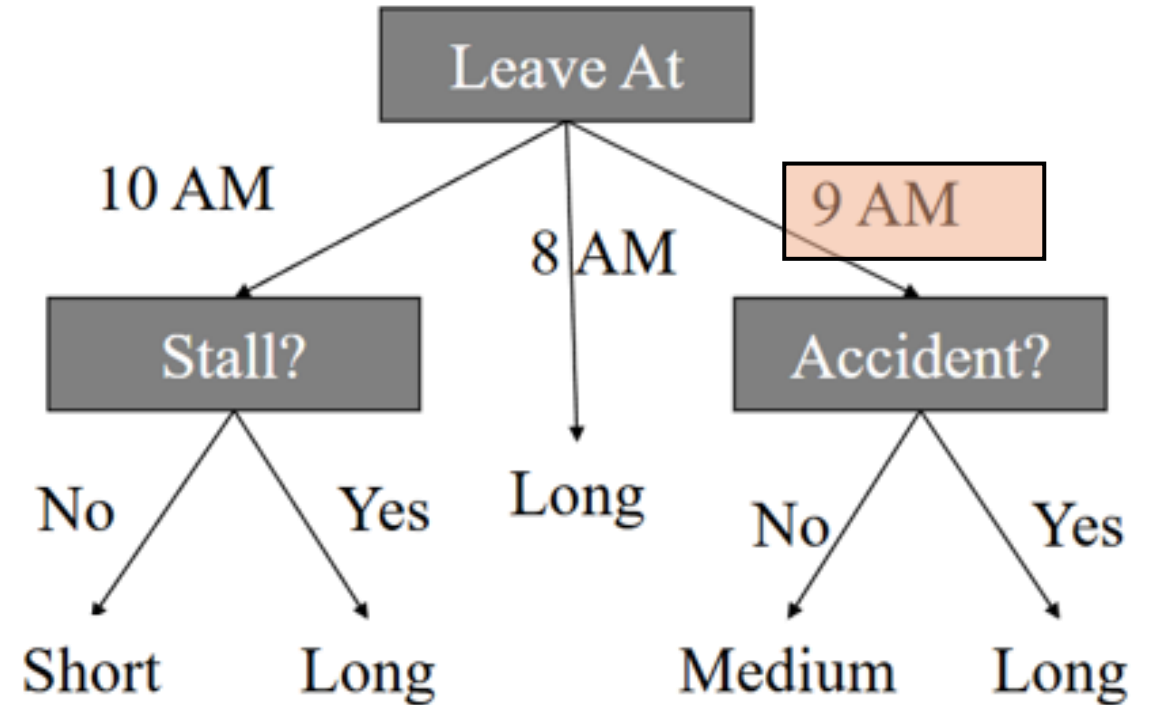 Leave At
10 AM
8 AM
9 AM
Stall?
Accident?
No
Yes
Long
No
Yes
Short
Long
Medium
Long